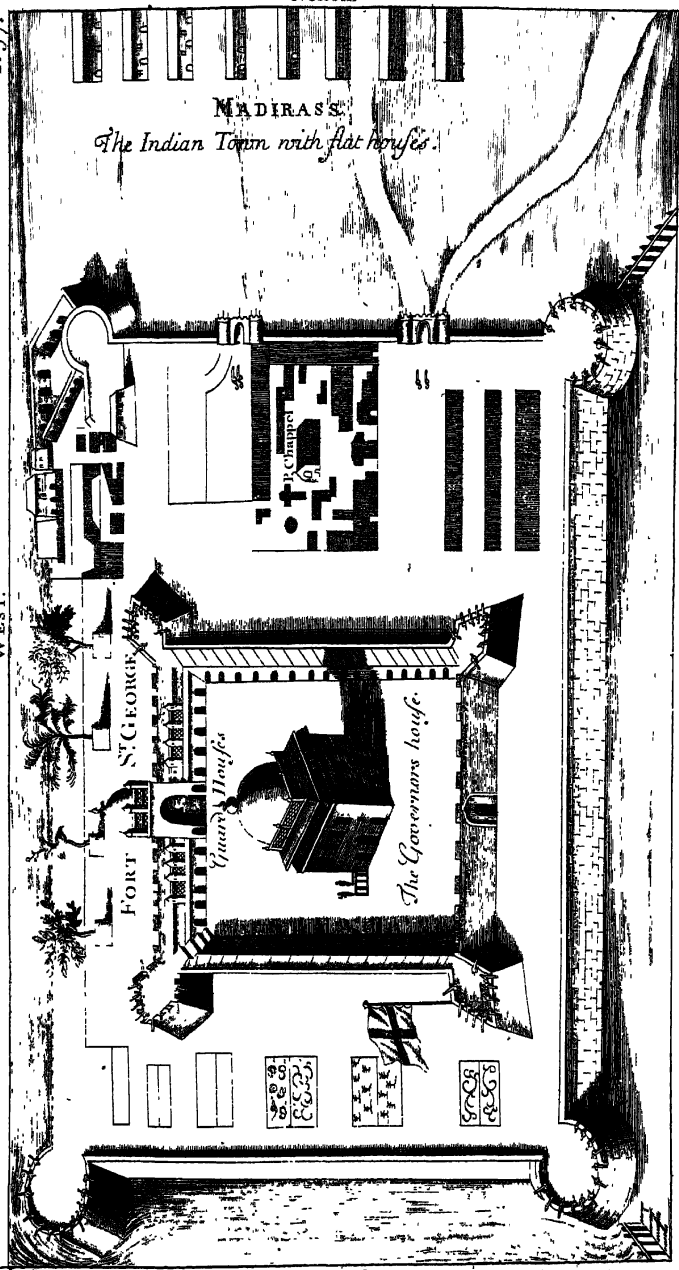 MADIRASS
The Indian Town with flat houſes.
P. Chappel
FORT St. GEORGE
Guard Houſes
The Governors houſe.
WEST.